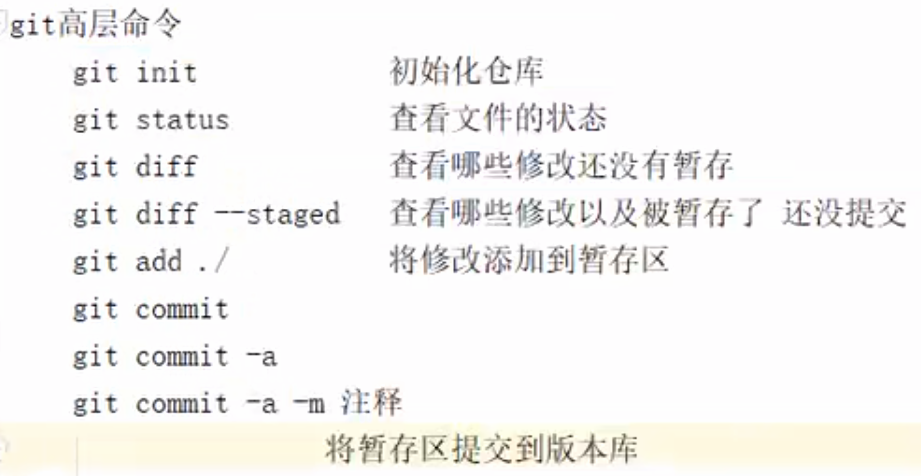 git高层命令
git init 初始化仓库
git status 查看文件的状态
git diff 查看哪些修改还没有暂存
git diff --staged 查看哪些修改以及被暂存了 还没提交
git add ./ 将修改添加到暂存区
git commit
git commit -a
git commit -a -m 注释
将暂存区提交到版本库